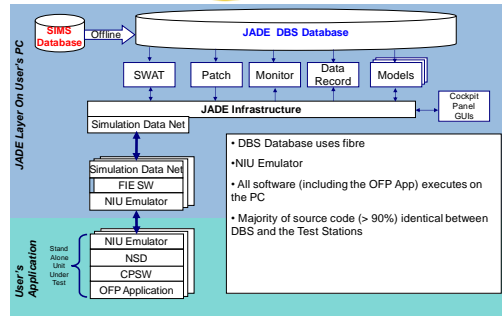 SIMS
Database
Offline
JADE DBS Database
SWAT
Patch
Monitor
Data
Record
Models
JADE Infrastructure
Cockpit
Panel
GUIs
Simulation Data Net
JADE Layer On User's PC
Simulation Data Net
FIE SW
NIU Emulator
• DBS Database uses fibre
•NIU Emulator
• All software (including the OFP App) executes on
the PC
• Majority of source code (> 90%) identical between
DBS and the Test Stations
User's
Application
Stand
Alone
Unit
Under
Test
NIU Emulator
NSD
CPSW
OFP Application